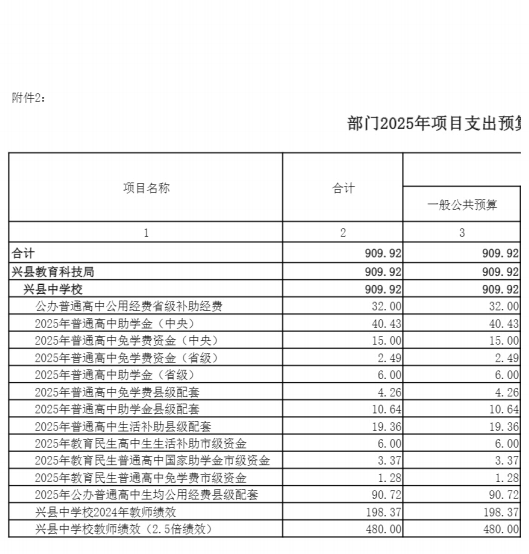 附件2：
部门2025年项目支出预算
项目名称 合计
一般公共预算
1 2 3
合计 909.92 909.92
兴县教育科技局 909.92 909.92
兴县中学校 909.92 909.92
公办普通高中公用经费省级补助经费 32.00 32.00
2025年普通高中助学金（中央） 40.43 40.43
2025年普通高中免学费资金（中央） 15.00 15.00
2025年普通高中免学费资金（省级） 2.49 2.49
2025年普通高中助学金（省级） 6.00 6.00
2025年普通高中免学费县级配套 4.26 4.26
2025年普通高中助学金县级配套 10.64 10.64
2025年普通高中生活补助县级配套 19.36 19.36
2025年教育民生高中生生活补助市级资金 6.00 6.00
2025年教育民生普通高中国家助学金市级资金 3.37 3.37
2025年教育民生普通高中免学费市级资金 1.28 1.28
2025年公办普通高中生均公用经费县级配套 90.72 90.72
兴县中学校2024年教师绩效 198.37 198.37
兴县中学校教师绩效（2.5倍绩效） 480.00 480.00